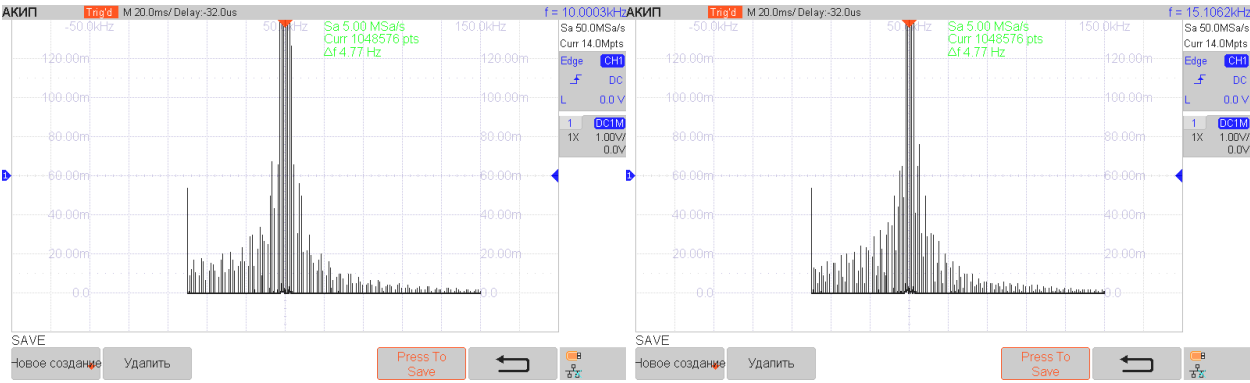 АКИП Trig'd M 20.0ms/ Delay:-32.0us f = 10.0003kHz
-50.0kHz 50.0kHz 150.0kHz
Sa 5.00 MSa/s
Curr 1048576 pts
Δf 4.77 Hz
Sa 50.0MSa/s
Curr 14.0Mpts
Edge CH1
DC
L 0.0 V
1 DC1M
1X 1.00V/
0.0V
120.00m 120.00m
100.00m 100.00m
80.00m 80.00m
1 60.00m 60.00m
40.00m 40.00m
20.00m 20.00m
0.0 0.0
SAVE
Новое создание Удалить Press To
Save
АКИП Trig'd M 20.0ms/ Delay:-32.0us f = 15.1062kHz
-50.0kHz 50.0kHz 150.0kHz
Sa 5.00 MSa/s
Curr 1048576 pts
Δf 4.77 Hz
Sa 50.0MSa/s
Curr 14.0Mpts
Edge CH1
DC
L 0.0 V
1 DC1M
1X 1.00V/
0.0V
120.00m 120.00m
100.00m 100.00m
80.00m 80.00m
1 60.00m 60.00m
40.00m 40.00m
20.00m 20.00m
0.0 0.0
SAVE
Новое создание Удалить Press To
Save